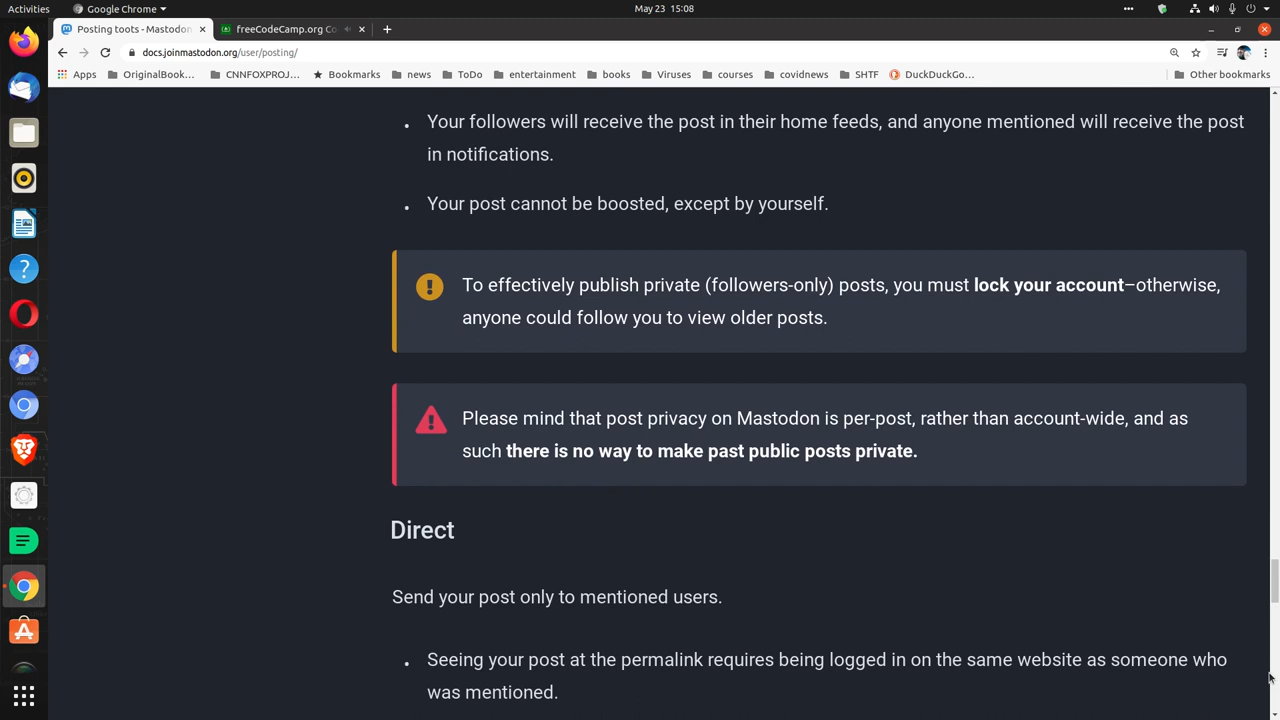 Activities
Google Chrome
May 23 15:08
Posting toots - Mastodon
freeCodeCamp.org
docs.joinmastodon.org/user/posting/
Apps
OriginalBook...
CNNFOXPROJ...
Bookmarks
news
ToDo
entertainment
books
Viruses
courses
covidnews
SHTF
DuckDuckGo...
Other bookmarks
Your followers will receive the post in their home feeds, and anyone mentioned will receive the post
in notifications.
Your post cannot be boosted, except by yourself.
To effectively publish private (followers-only) posts, you must lock your account–otherwise,
anyone could follow you to view older posts.
Please mind that post privacy on Mastodon is per-post, rather than account-wide, and as
such there is no way to make past public posts private.
Direct
Send your post only to mentioned users.
Seeing your post at the permalink requires being logged in on the same website as someone who
was mentioned.